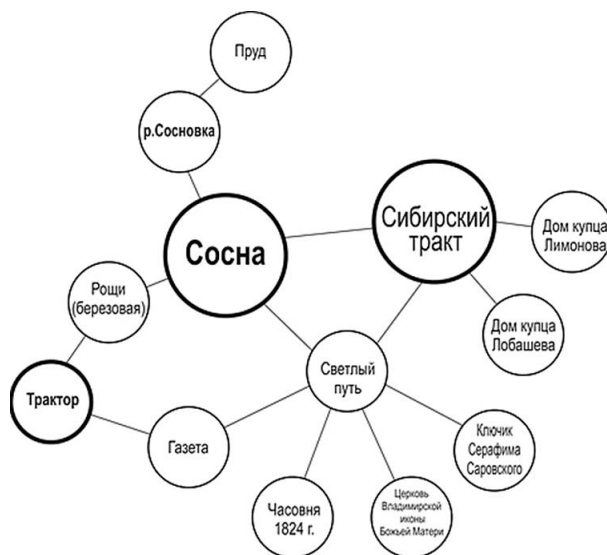 Пруд
р.Сосновка
Сибирский
тракт
Дом купца
Лимонова
Сосна
Рощи
(березовая)
Дом купца
Лобашева
Светлый
путь
Трактор
Газета
Ключик
Серафима
Саровского
Часовня
1824 г.
Церковь
Владимирской
иконы
Божьей Матери